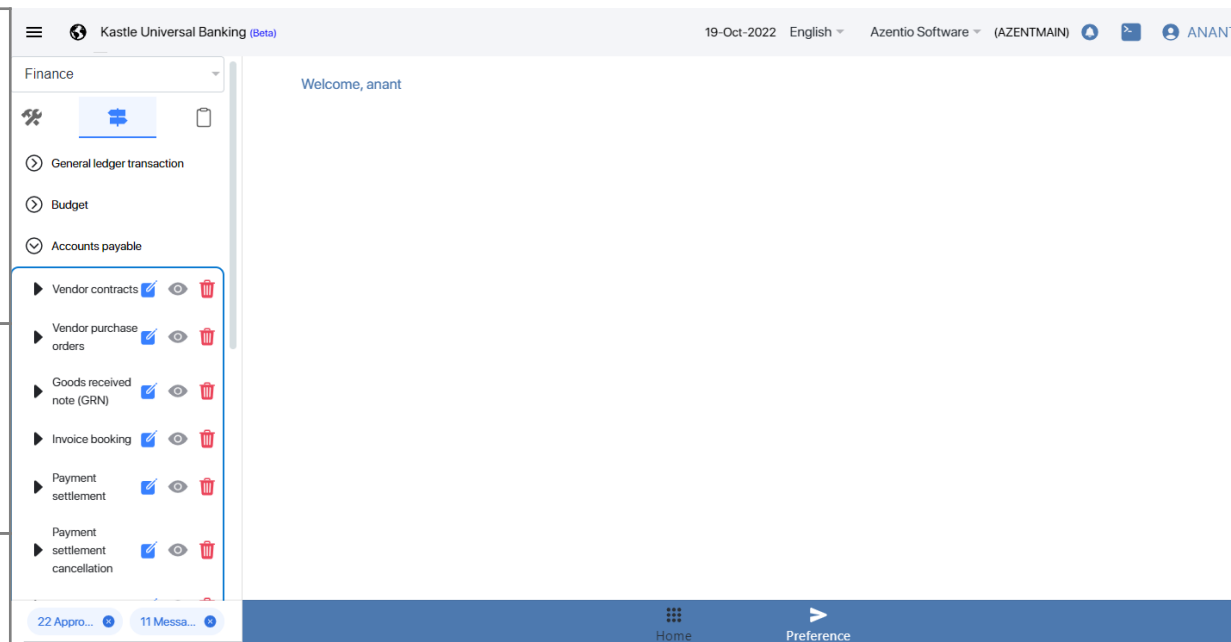 Kastle Universal Banking (Beta)
19-Oct-2022 English Azentio Software (AZENTMAIN)
Finance
Welcome, anant
General ledger transaction
Budget
Accounts payable
Vendor contracts
Vendor purchase
orders
Goods received
note (GRN)
Invoice booking
Payment
settlement
Payment
settlement
cancellation
22 Appro...
11 Messa...
Home
Preference